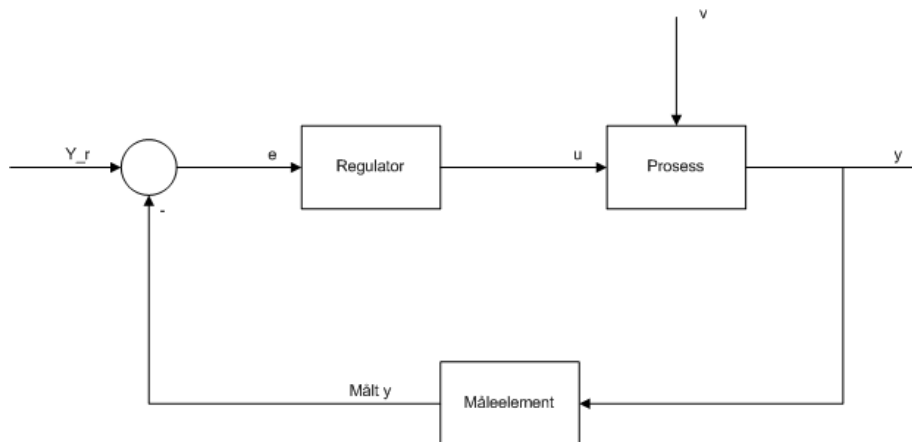 v
Y_r
e
Regulator
u
Prosess
y
-
Målt y
Måleelement